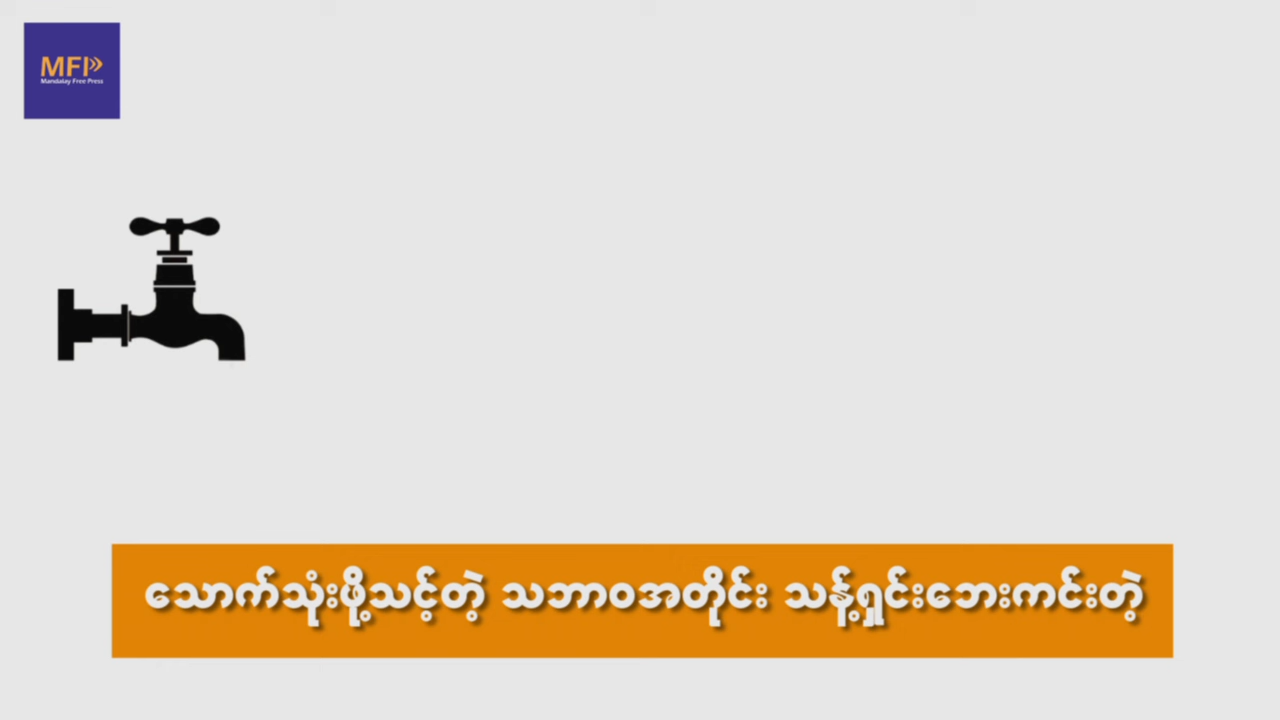 MFP
Mandalay Free Press
သောက်သုံးဖို့သင့်တဲ့ သဘာဝအတိုင်း သန့်ရှင်းဘေးကင်းတဲ့